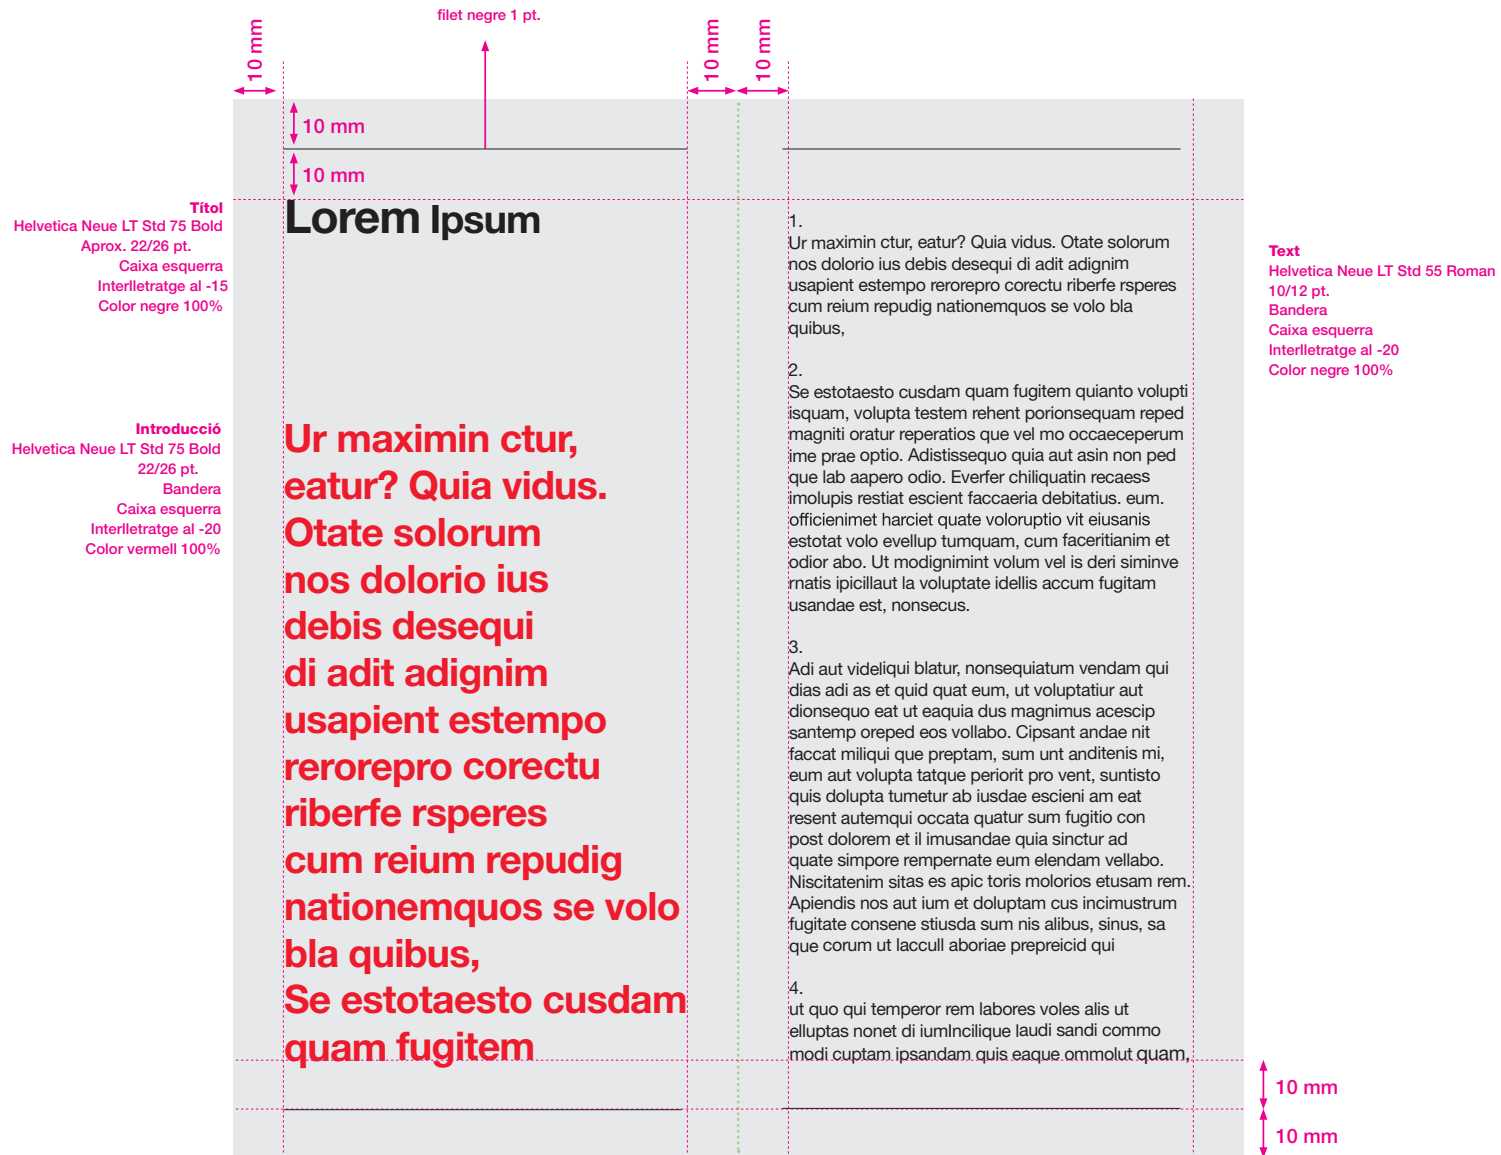 filet negre 1 pt.
10 mm
10 mm
10 mm
10 mm
10 mm
Títol
Helvetica Neue LT Std 75 Bold
Aprox. 22/26 pt.
Caixa esquerra
Interlletratge al -15
Color negre 100%
Lorem Ipsum
Introducció
Helvetica Neue LT Std 75 Bold
22/26 pt.
Bandera
Caixa esquerra
Interlletratge al -20
Color vermell 100%
Ur maximin ctur,
eatur? Quia vidus.
Otate solorum
nos dolorio ius
debis desequi
di adit adignim
usapient estempo
rerorepro corectu
riberfe rsperes
cum reium repudig
nationemquos se volo
bla quibus,
Se estotaesto cusdam
quam fugitem
1.
Ur maximin ctur, eatur? Quia vidus. Otate solorum
nos dolorio ius debis desequi di adit adignim
usapient estempo rerorepro corectu riberfe rsperes
cum reium repudig nationemquos se volo bla
quibus,
2.
Se estotaesto cusdam quam fugitem quianto volupti
isquam, volupta testem rehent porionsequam reped
magniti oratur reperatios que vel mo occaeceperum
ime prae optio. Adistissequo quia aut asin non ped
que lab aapero odio. Everfer chiliquatin recaess
imolupis restiat escient faccaeria debitatius. eum.
officienimet harciet quate voloruptio vit eiusanis
estotat volo evellup tumquam, cum faceritianim et
odior abo. Ut modignimint volum vel is deri siminve
rnatis ipicillaut la voluptate idellis accum fugitam
usandae est, nonsecus.
3.
Adi aut videliqui blatur, nonsequiatum vendam qui
dias adi as et quid quat eum, ut voluptatiur aut
dionsequo eat ut eaquia dus magnimus acescip
santemp oreped eos vollabo. Cipsant andae nit
faccat miliqui que preptam, sum unt anditenis mi,
eum aut volupta tatque periorit pro vent, suntisto
quis dolupta tumetur ab iusdae escieni am eat
resent autemqui occata quatur sum fugitio con
post dolorem et il imusandae quia sinctur ad
quate simpore rempernate eum elendam vellabo.
Niscitatenim sitas es apic toris molorios etusam rem.
Apiendis nos aut ium et doluptam cus incimustrum
fugitate consene stiusda sum nis alibus, sinus, sa
que corum ut laccull aboriae prepreicid qui
4.
ut quo qui temperor rem labores voles alis ut
elluptas nonet di iumIncilique laudi sandi commo
modi cuptam ipsandam quis eaque ommolut quam,
Text
Helvetica Neue LT Std 55 Roman
10/12 pt.
Bandera
Caixa esquerra
Interlletratge al -20
Color negre 100%
10 mm
10 mm